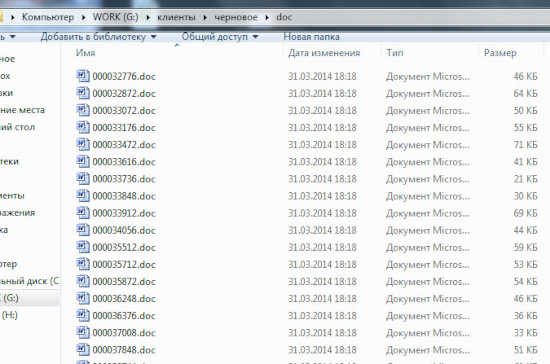 Компьютер WORK (G:) клиенты черновое doc
ь Добавить в библиотеку Общий доступ Новая папка
Имя Дата изменения Тип Размер
ное 000032776.doc 31.03.2014 18:18 Документ Micros... 46 КБ
ox 000032872.doc 31.03.2014 18:18 Документ Micros... 64 КБ
зки 000033072.doc 31.03.2014 18:18 Документ Micros... 50 КБ
ние места 000033176.doc 31.03.2014 18:18 Документ Micros... 55 КБ
ий стол 000033472.doc 31.03.2014 18:18 Документ Micros... 71 КБ
000033616.doc 31.03.2014 18:18 Документ Micros... 41 КБ
теки 000033736.doc 31.03.2014 18:18 Документ Micros... 21 КБ
менты 000033848.doc 31.03.2014 18:18 Документ Micros... 30 КБ
ражения 000033912.doc 31.03.2014 18:18 Документ Micros... 69 КБ
ка 000034056.doc 31.03.2014 18:18 Документ Micros... 44 КБ
000035512.doc 31.03.2014 18:18 Документ Micros... 59 КБ
ютер 000035712.doc 31.03.2014 18:18 Документ Micros... 53 КБ
льный диск (C 000035872.doc 31.03.2014 18:18 Документ Micros... 54 КБ
(G:) 000036248.doc 31.03.2014 18:18 Документ Micros... 46 КБ
(H:) 000036376.doc 31.03.2014 18:18 Документ Micros... 36 КБ
000037008.doc 31.03.2014 18:18 Документ Micros... 33 КБ
000037848.doc 31.03.2014 18:18 Документ Micros... 51 КБ